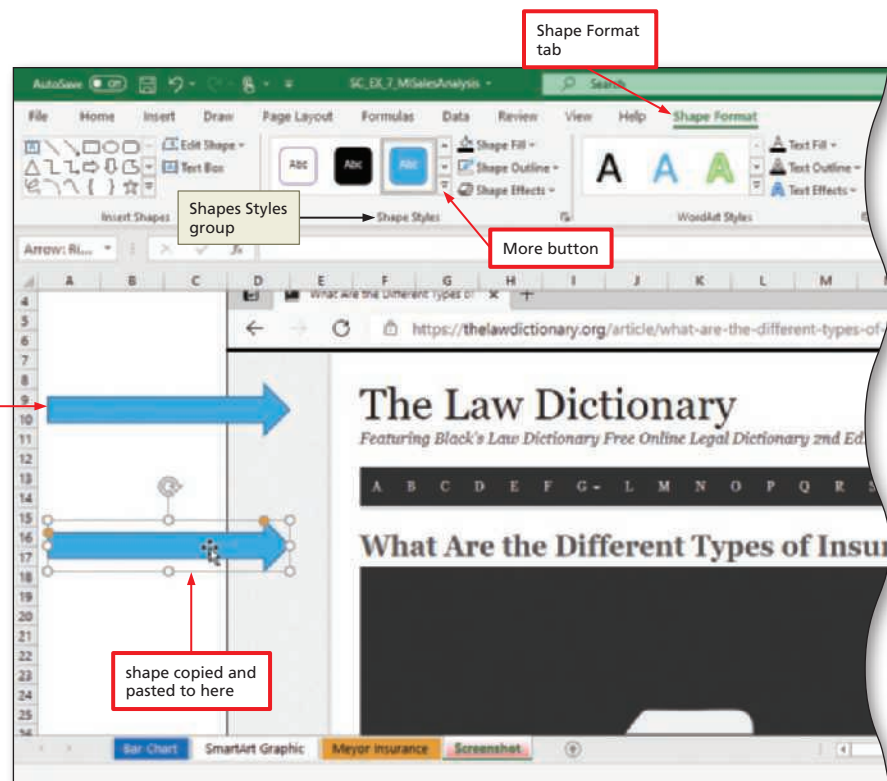 Shape Format
tab
AutoSave On SC_EX_7_MISalesAnalysis Search
File Home Insert Draw Page Layout Formulas Data Review View Help Shape Format
Edit Shape
Text Box
Abc Abc Abc
Shape Fill
Shape Outline
Shape Effects
A A A
Text Fill
Text Outline
Text Effects
Insert Shapes Shape Styles WordArt Styles
Shapes Styles
group
More button
Arrow: Ri... fx
A B C D E F G H I J K L M
What Are the Different Types of
https://thelawdictionary.org/article/what-are-the-different-types-of-
4
5
6
7
8
9
10
11
12
13
14
15
16
17
18
19
20
21
22
23
24
25
The Law Dictionary
Featuring Black's Law Dictionary Free Online Legal Dictionary 2nd Ed.
A B C D E F G L M N O P Q R S
What Are the Different Types of Insu
shape copied and
pasted to here
Bar Chart SmartArt Graphic Meyor Insurance Screenshot